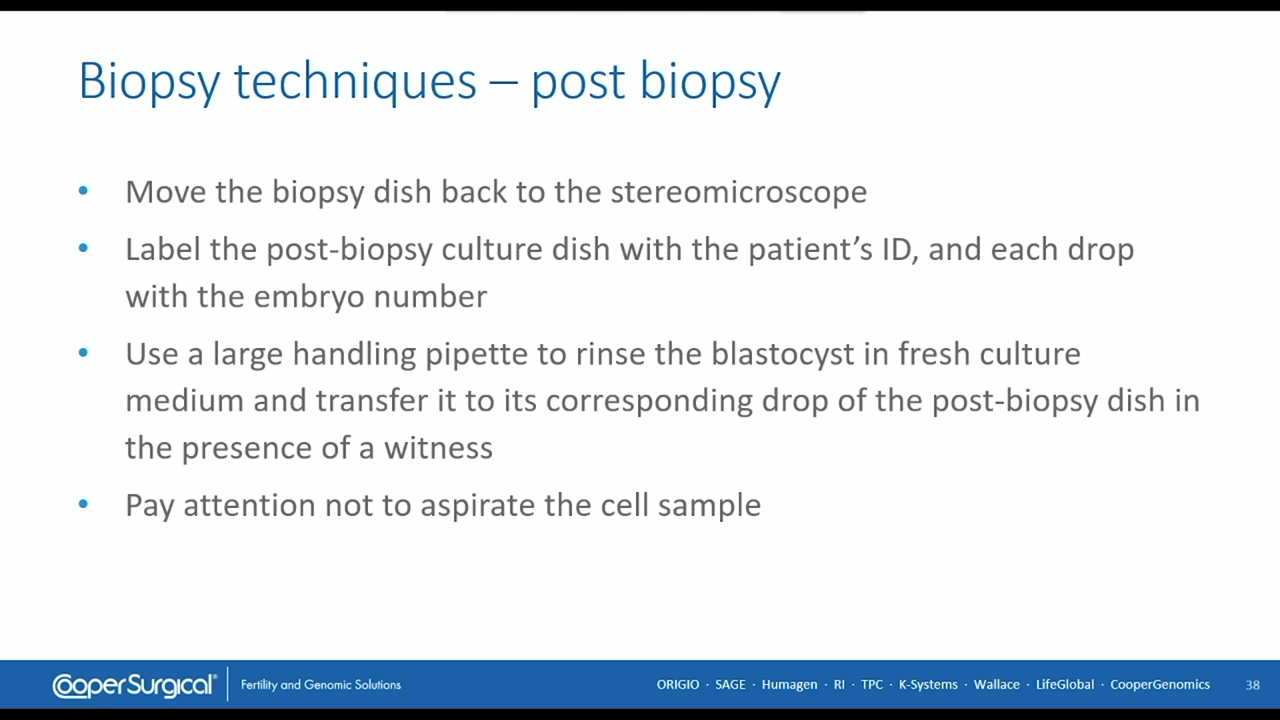 Biopsy techniques – post biopsy
• Move the biopsy dish back to the stereomicroscope
• Label the post-biopsy culture dish with the patient’s ID, and each drop
with the embryo number
• Use a large handling pipette to rinse the blastocyst in fresh culture
medium and transfer it to its corresponding drop of the post-biopsy dish in
the presence of a witness
• Pay attention not to aspirate the cell sample
CooperSurgical® Fertility and Genomic Solutions ORIGIO · SAGE · Humagen · RI · TPC · K-Systems · Wallace · LifeGlobal · CooperGenomics 38